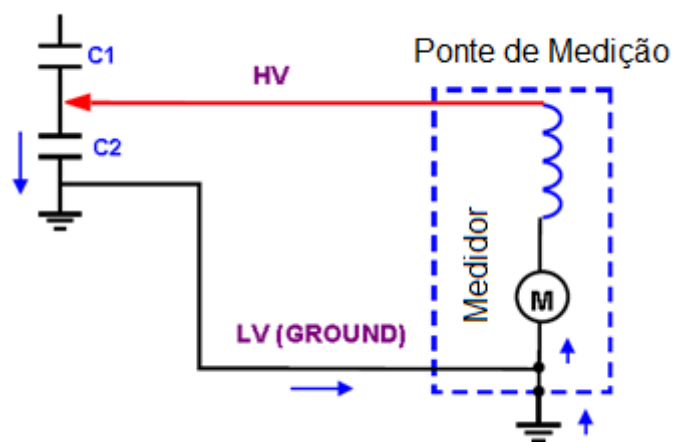 C1
Ponte de Medição
HV
C2
Medidor
M
LV (GROUND)